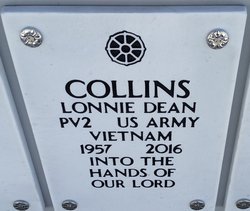 COLLINS
LONNIE DEAN
PV2 US ARMY
VIETNAM
1957 2016
INTO THE
HANDS OF
OUR LORD